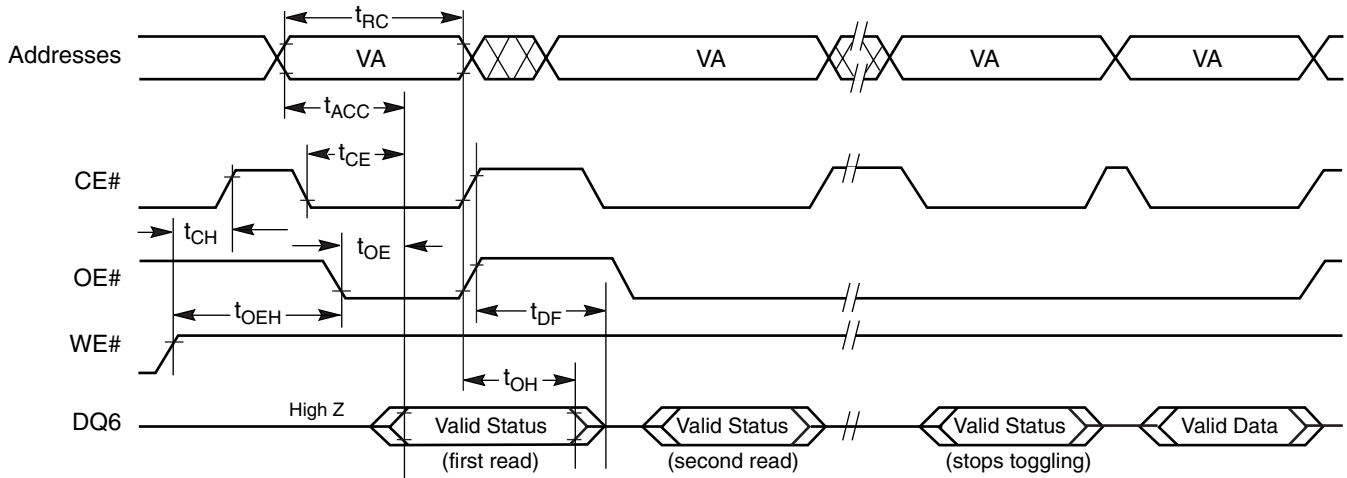 tRC
Addresses VA VA VA VA
tACC
tCE
CE#
tCH tOE
OE#
tOEH tDF
WE#
tOH
High Z
DQ6 Valid Status Valid Status Valid Status Valid Data
(first read) (second read) (stops toggling)